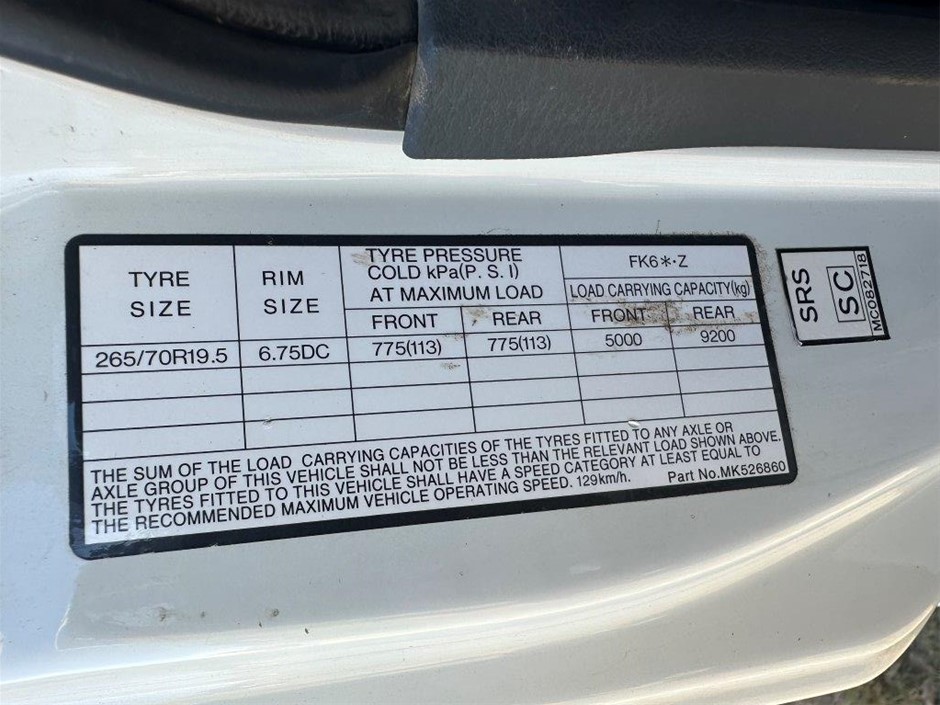 TYRE SIZE
RIM SIZE
TYRE PRESSURE
COLD kPa(P. S. I)
AT MAXIMUM LOAD
FK6*·Z
LOAD CARRYING CAPACITY(kg)
FRONT REAR FRONT REAR
265/70R19.5 6.75DC 775(113) 775(113) 5000 9200
THE SUM OF THE LOAD CARRYING CAPACITIES OF THE TYRES FITTED TO ANY AXLE OR
AXLE GROUP OF THIS VEHICLE SHALL NOT BE LESS THAN THE RELEVANT LOAD SHOWN ABOVE.
THE TYRES FITTED TO THIS VEHICLE SHALL HAVE A SPEED CATEGORY AT LEAST EQUAL TO
THE RECOMMENDED MAXIMUM VEHICLE OPERATING SPEED. 129km/h.
Part No.MK526860
SRS
SC
MC082718